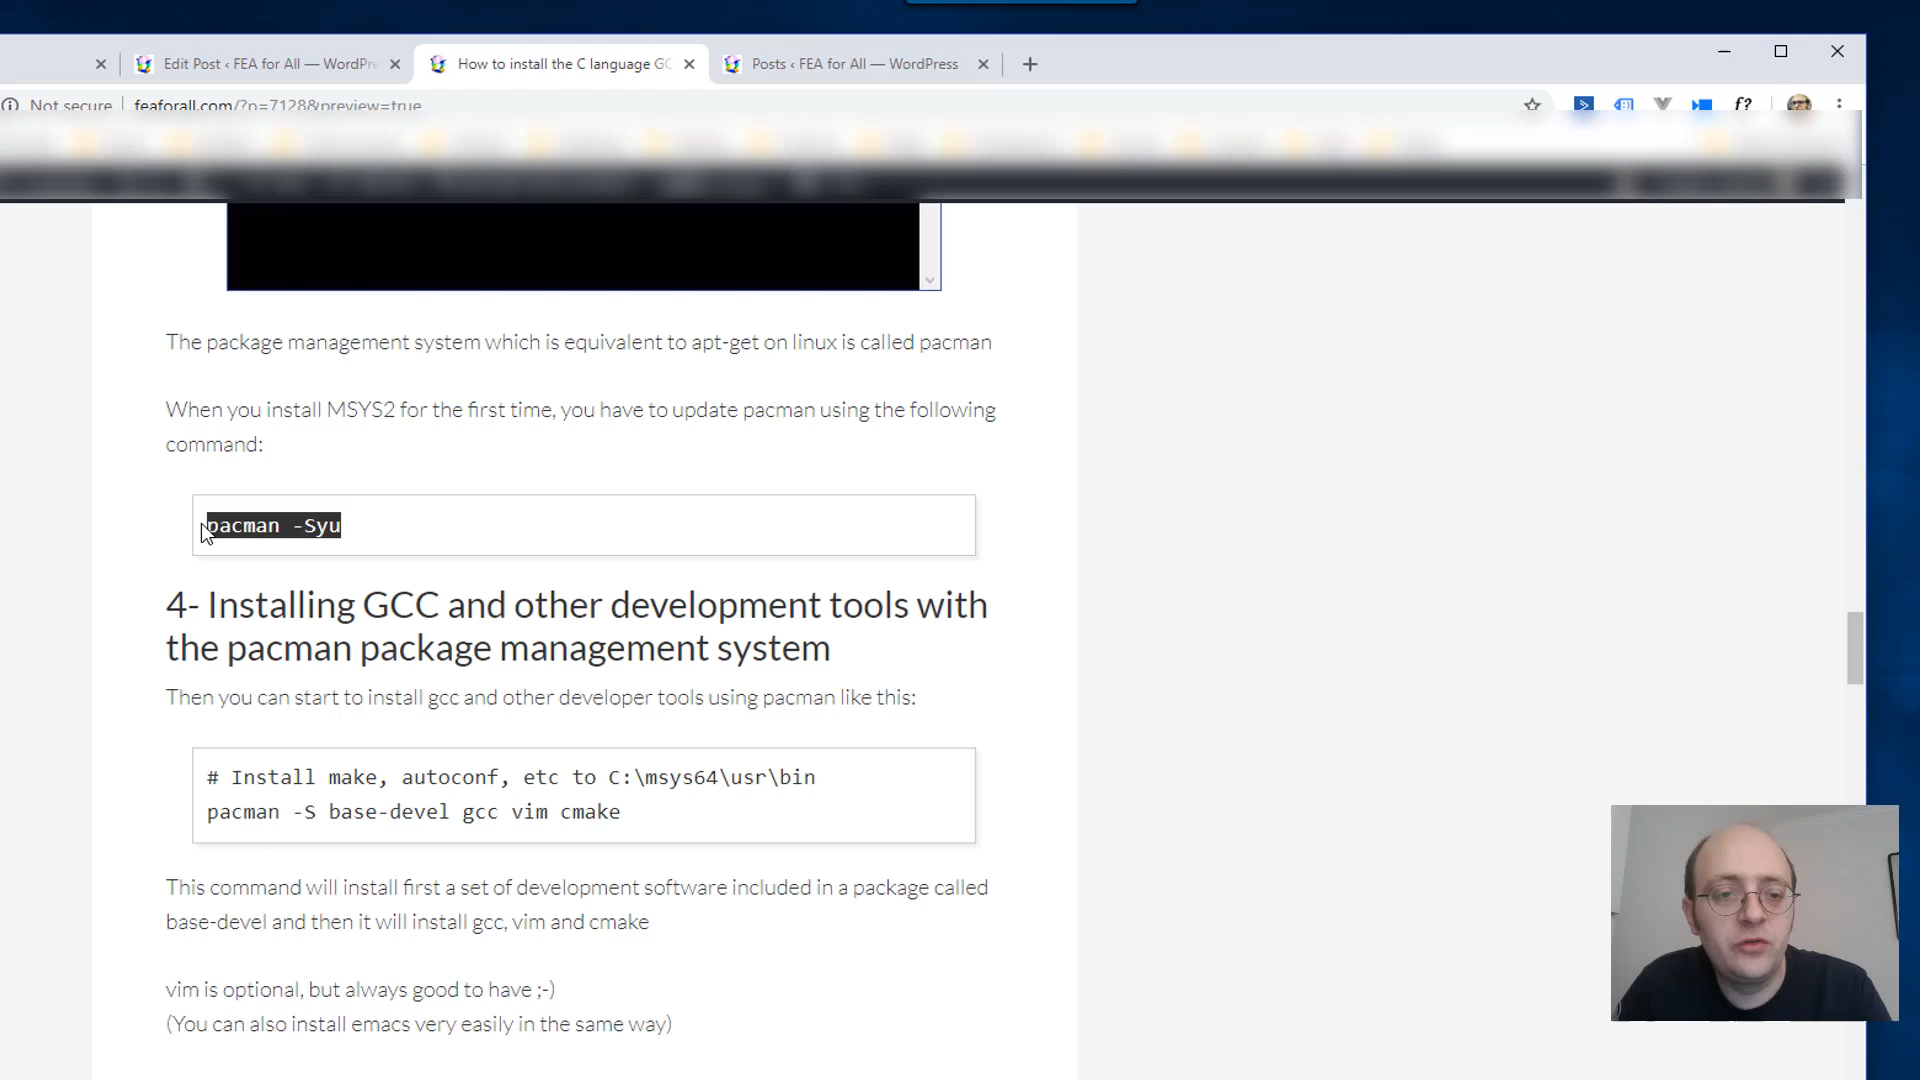 Edit Post ‹ FEA for All — WordPre
How to install the C language GC
Posts ‹ FEA for All — WordPress
Not secure
feaforall.com/?p=7128&preview=true
f?
The package management system which is equivalent to apt-get on linux is called pacman
When you install MSYS2 for the first time, you have to update pacman using the following
command:
pacman -Syu
4- Installing GCC and other development tools with
the pacman package management system
Then you can start to install gcc and other developer tools using pacman like this:
# Install make, autoconf, etc to C:\msys64\usr\bin
pacman -S base-devel gcc vim cmake
This command will install first a set of development software included in a package called
base-devel and then it will install gcc, vim and cmake
vim is optional, but always good to have ;-)
(You can also install emacs very easily in the same way)